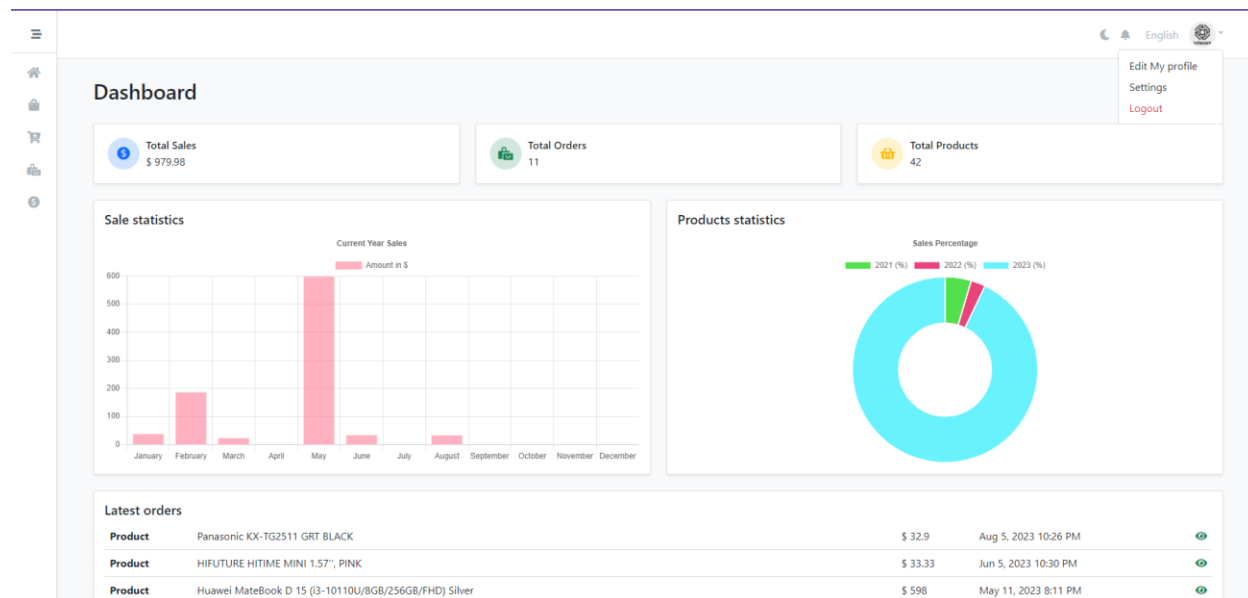 English
Edit My profile
Settings
Logout
Dashboard
Total Sales
$ 979.98
Total Orders
11
Total Products
42
Sale statistics
Current Year Sales
Amount in $
600
500
400
300
200
100
0
January February March April May June July August September October November December
Products statistics
Sales Percentage
2021 (%) 2022 (%) 2023 (%)
Latest orders
Product Panasonic KX-TG2511 GRT BLACK $ 32.9 Aug 5, 2023 10:26 PM
Product HIFUTURE HITIME MINI 1.57'', PINK $ 33.33 Jun 5, 2023 10:30 PM
Product Huawei MateBook D 15 (i3-10110U/8GB/256GB/FHD) Silver $ 598 May 11, 2023 8:11 PM